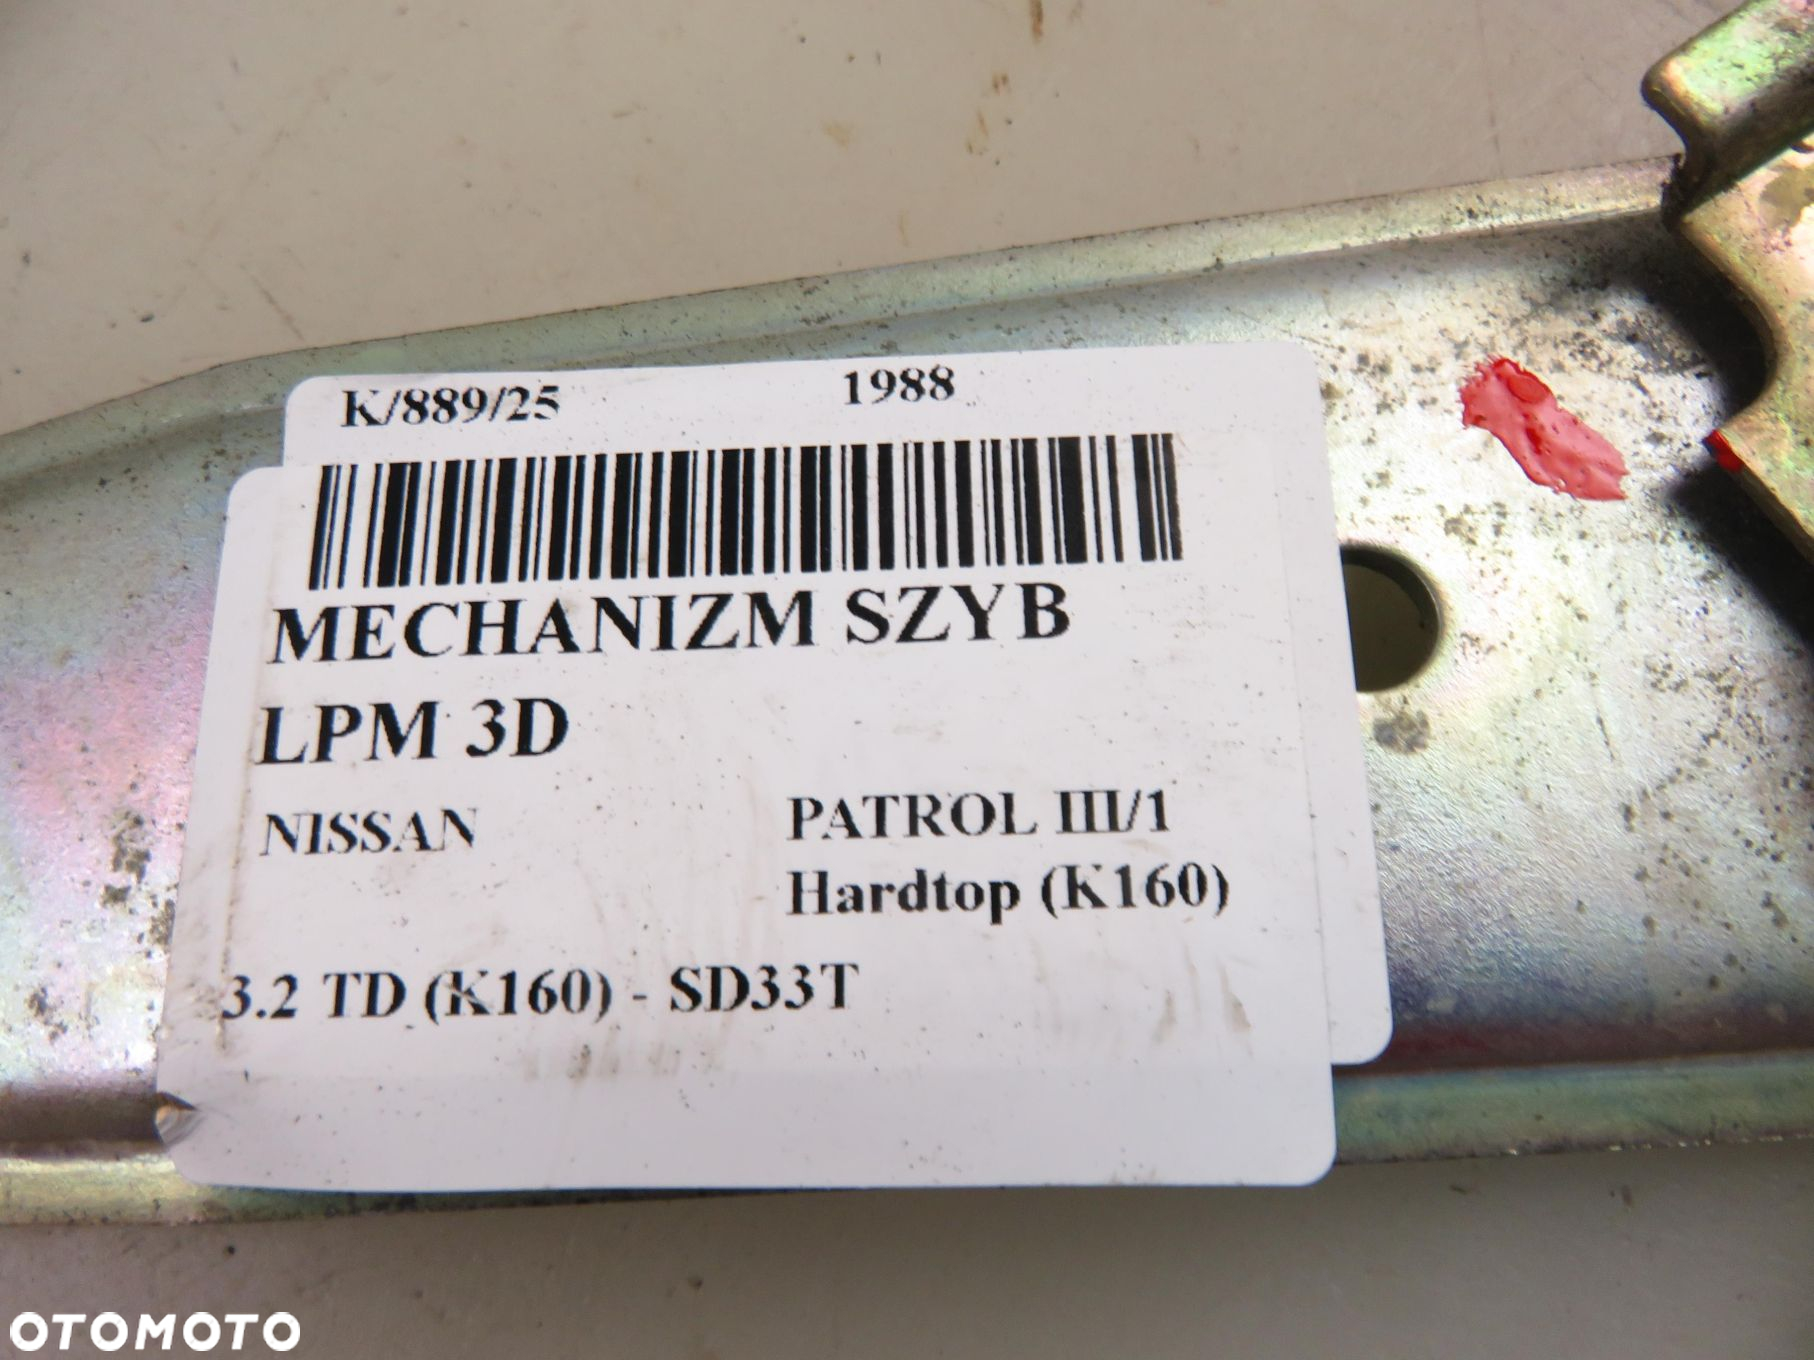 K/889/25 1988
MECHANIZM SZYB
LPM 3D
NISSAN PATROL III/1
Hardtop (K160)
3.2 TD (K160) - SD33T
OTOMOTO